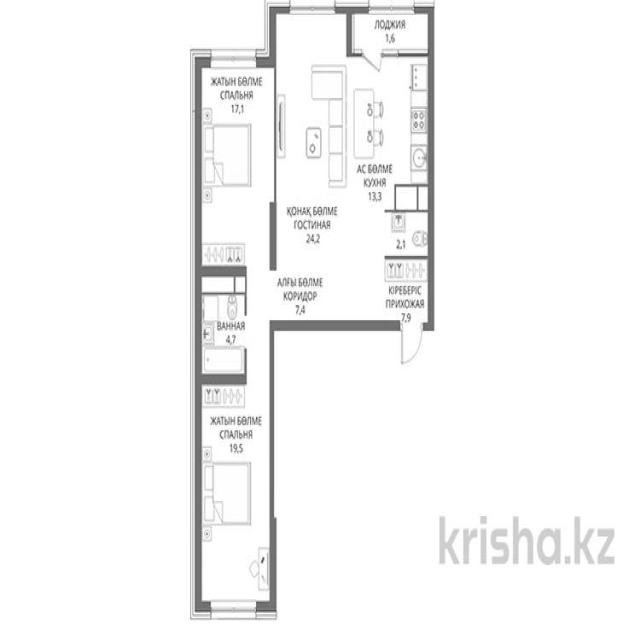 ЛОДЖИЯ
1,6
ЖАТЫН БӨЛМЕ
СПАЛЬНЯ
17,1
АС БӨЛМЕ
КУХНЯ
13,3
ҚОНАҚ БӨЛМЕ
ГОСТИНАЯ
24,2
2,1
АЛҒЫ БӨЛМЕ
КОРИДОР
7,4
КІРЕБЕРІС
ПРИХОЖАЯ
7,9
ВАННАЯ
4,7
ЖАТЫН БӨЛМЕ
СПАЛЬНЯ
19,5
krisha.kz